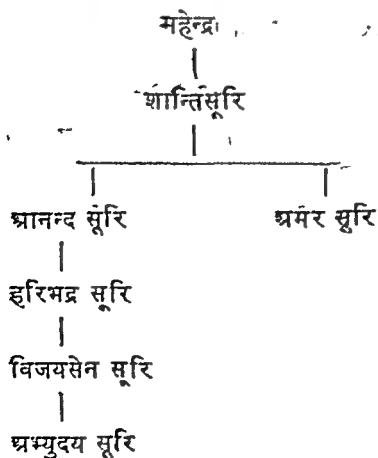 महेन्द्र
शान्तिसूरि
आनन्द सूरि अमर सूरि
हरिभद्र सूरि
विजयसेन सूरि
अभ्युदय सूरि